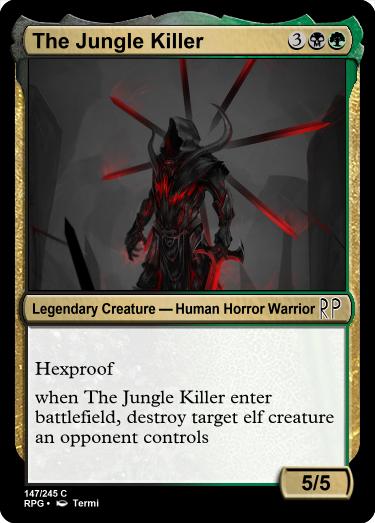 The Jungle Killer 3
Legendary Creature — Human Horror Warrior RP
Hexproof
when The Jungle Killer enter
battlefield, destroy target elf creature
an opponent controls
5/5
147/245 C
RPG • Termi